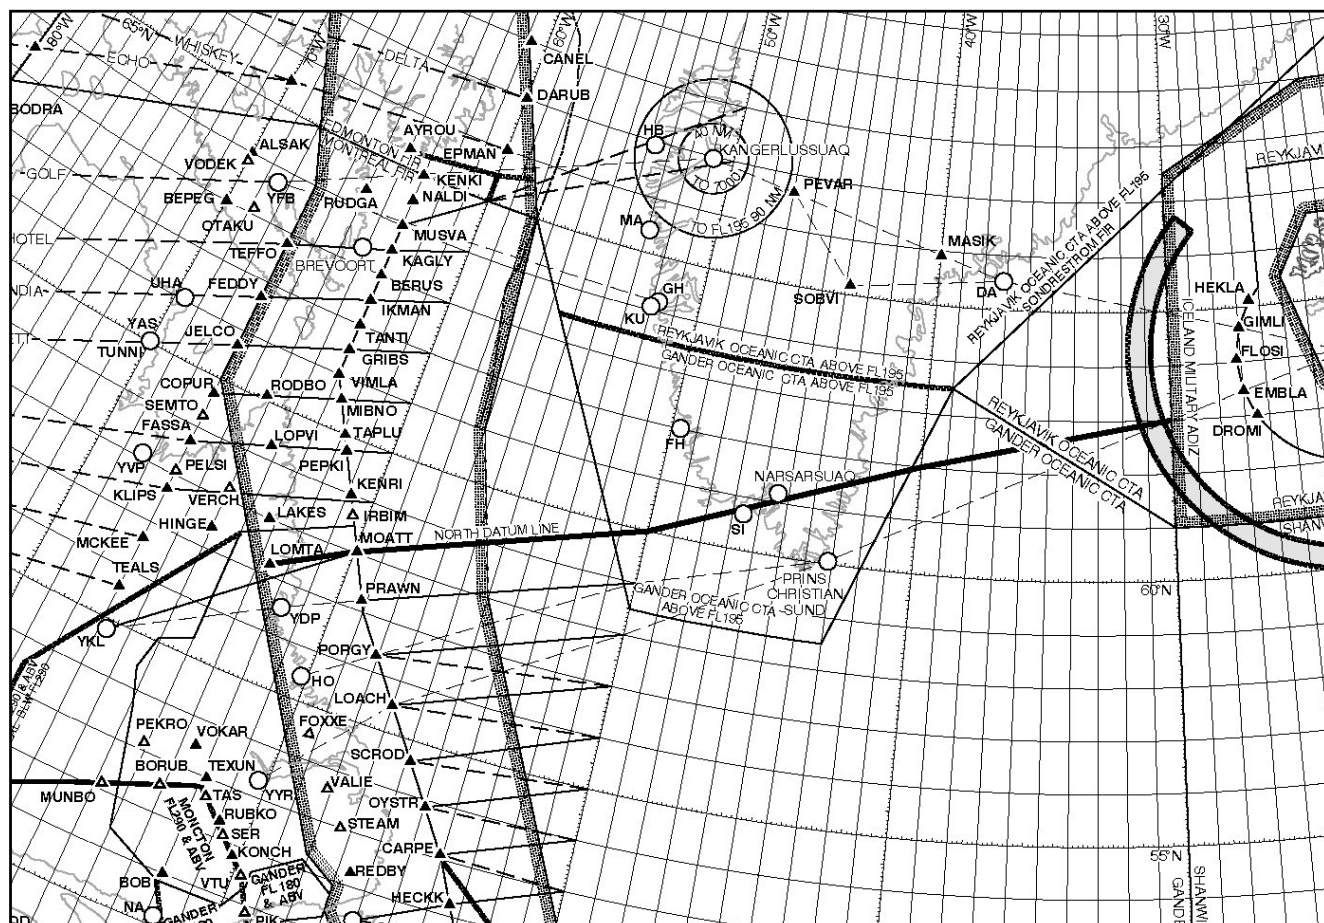 80°W
65°N
WHISKEY
70°W
DELTA
60°W
50°W
40°W
30°W
ECHO
CANEL
DARUB
BODRA
EDMONTON FIR
MONTREAL FIR
AYROU
EPMAN
HB
40 NM
KANGERLUSSUAQ
TO 7000
TO FL195 90 NM
ALSAK
VODEK
GOLF
YFB
BEPEG
RUDGA
KENKI
NALDI
PEVAR
OTAKU
HOTEL
TEFFO
BREVOORT
MUSVA
MA
MASIK
KAGLY
REYKJAVIK OCEANIC CTA ABOVE FL195
SONDRESTROM FIR
UHA
FEDDY
BERUS
GH
KU
SOBVI
DA
HEKLA
IKMAN
GIMLI
YAS
JELCO
TANTI
TUNNI
GRIBS
REYKJAVIK OCEANIC CTA ABOVE FL195
GANDER OCEANIC CTA ABOVE FL195
FLOSI
ICELAND MILITARY ADIZ
COPUR
RODBO
VIMLA
EMBLA
SEMTO
MIBNO
DROMI
FASSA
LOPVI
TAPLU
FH
REYKJAVIK OCEANIC CTA
GANDER OCEANIC CTA
YVP
PELSI
PEPKI
NARSARSUAQ
KLIPS
VERCH
KENRI
HINGE
LAKES
IRBIM
SI
MCKEE
LOMTA
MOATT
NORTH DATUM LINE
TEALS
PRAWN
PRINS
CHRISTIAN
SUND
60°N
GANDER OCEANIC CTA
ABOVE FL195
YKL
YDP
PORGY
HO
LOACH
PEKRO
VOKAR
FOXXE
SCROD
BORUB
TEXUN
MUNBO
TAS
YYR
VALIE
OYSTR
MONCTON
FL290 & ABV
RUBKO
SER
STEAM
KONCH
CARPE
55°N
BOB
VTU
GANDER
FL 180
& ABV
REDBY
NA
HECKK
GANDER